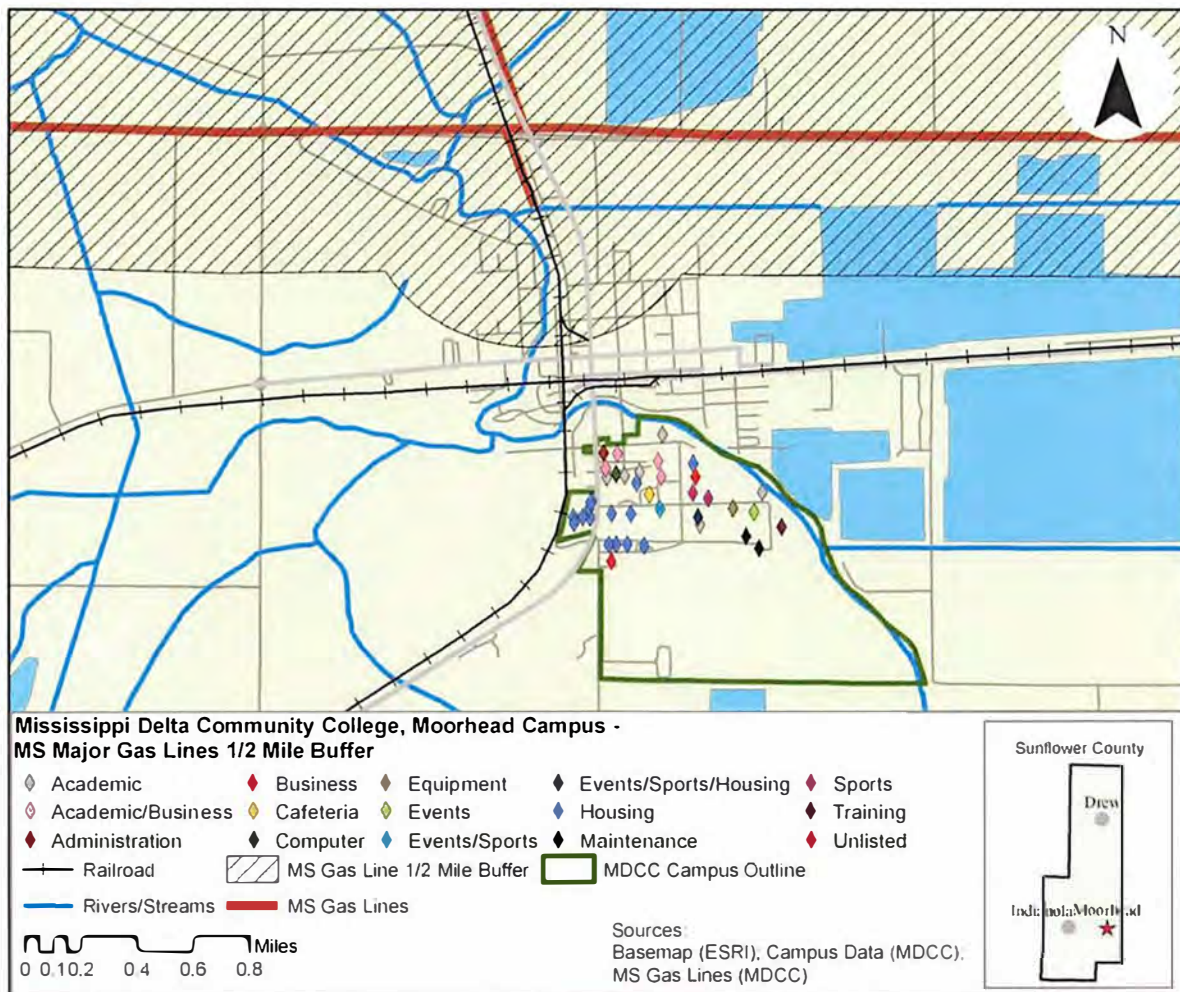 N
Mississippi Delta Community College, Moorhead Campus -
MS Major Gas Lines 1/2 Mile Buffer
Academic Business Equipment Events/Sports/Housing Sports
Academic/Business Cafeteria Events Housing Training
Administration Computer Events/Sports Maintenance Unlisted
Railroad MS Gas Line 1/2 Mile Buffer MDCC Campus Outline
Rivers/Streams MS Gas Lines
Miles
0 0.1 0.2 0.4 0.6 0.8
Sources:
Basemap (ESRI), Campus Data (MDCC),
MS Gas Lines (MDCC)
Sunflower County
Drew
Indianola Moorhead